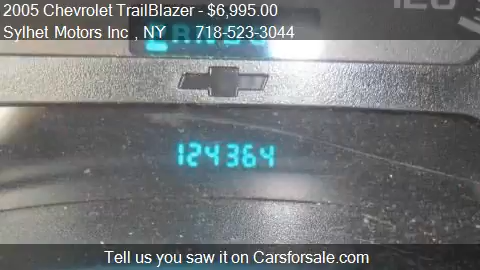 2005 Chevrolet TrailBlazer - $6,995.00
Sylhet Motors Inc , NY 718-523-3044
120
124364
Tell us you saw it on Carsforsale.com